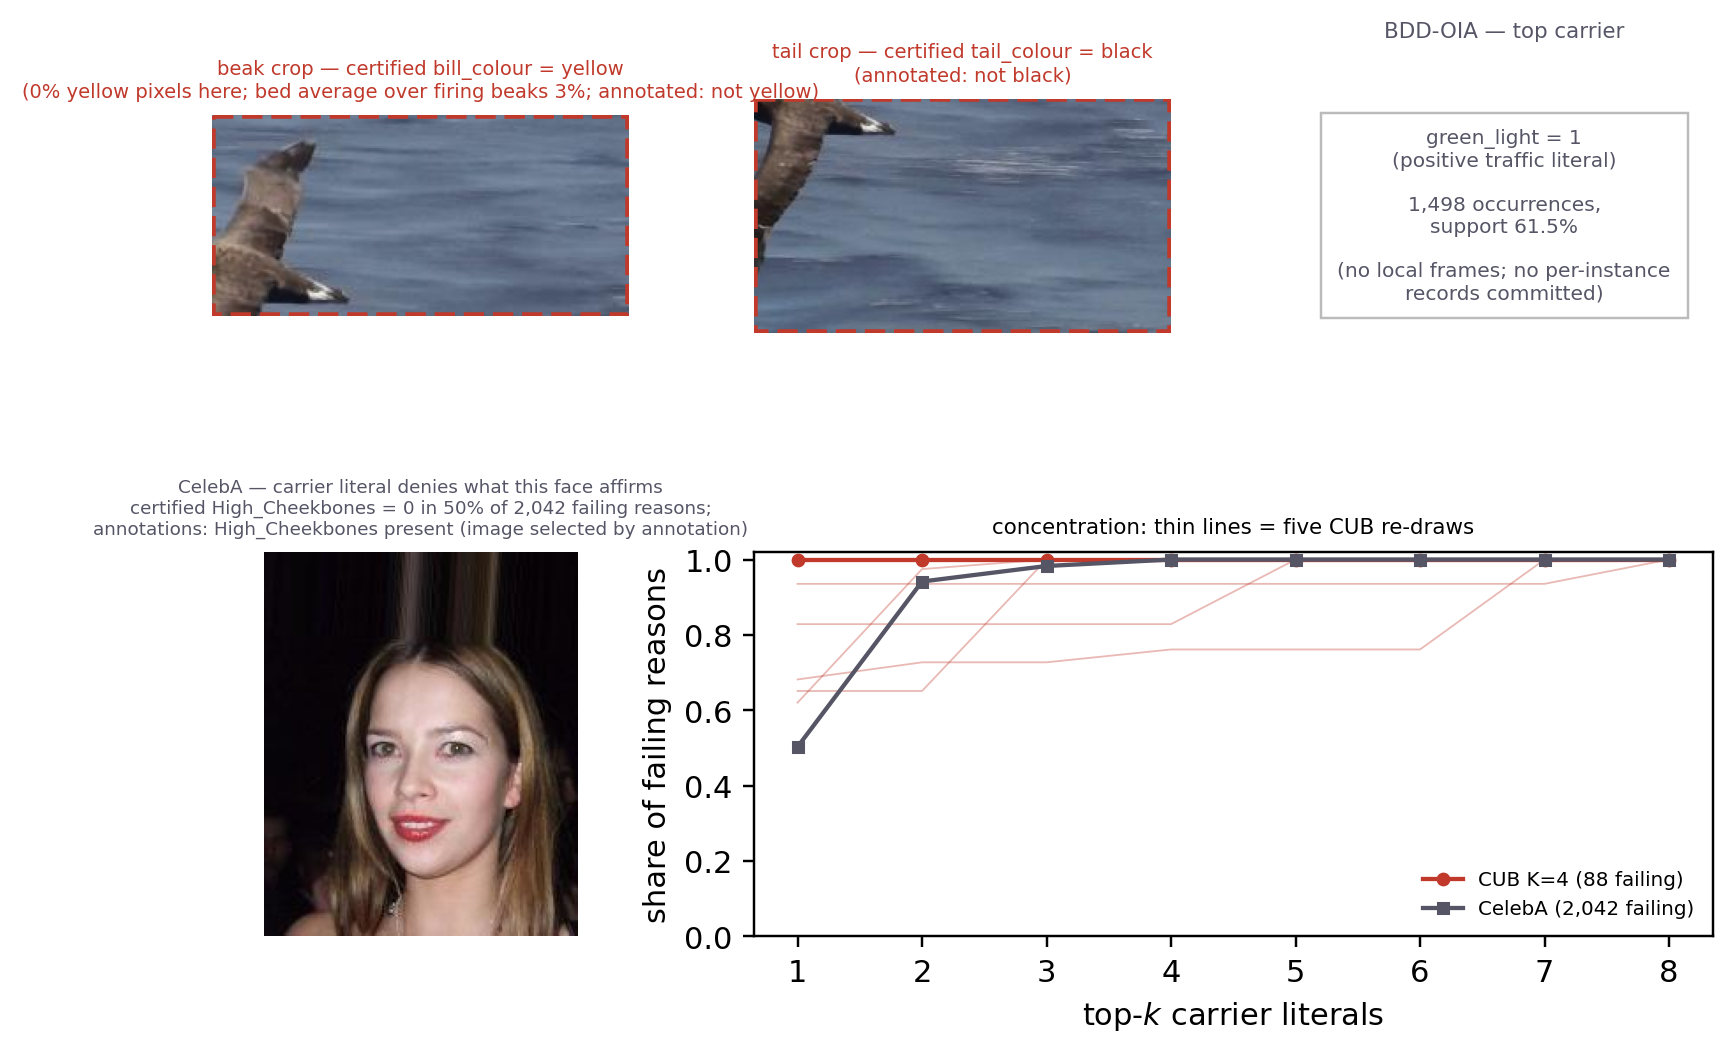 BDD-OIA — top carrier
tail crop — certified tail_colour = black
(annotated: not black)
beak crop — certified bill_colour = yellow
(0% yellow pixels here; bed average over firing beaks 3%; annotated: not yellow)
green_light = 1
(positive traffic literal)
1,498 occurrences,
support 61.5%
(no local frames; no per-instance
records committed)
CelebA — carrier literal denies what this face affirms
certified High_Cheekbones = 0 in 50% of 2,042 failing reasons;
annotations: High_Cheekbones present (image selected by annotation)
concentration: thin lines = five CUB re-draws
share of failing reasons
1.0
0.8
0.6
0.4
0.2
0.0
CUB K=4 (88 failing)
CelebA (2,042 failing)
1 2 3 4 5 6 7 8
top-k carrier literals